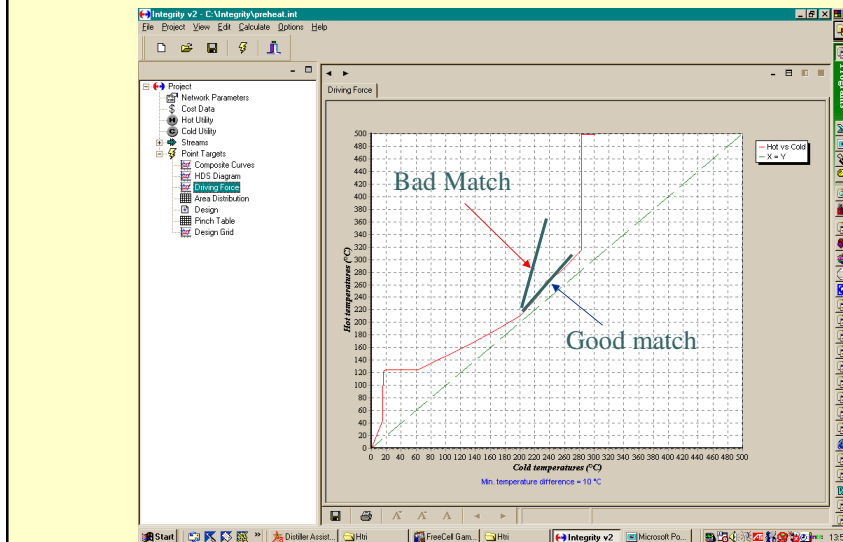 Integrity v2 - C:\Integrity\preheat.int
File Project View Edit Calculate Options Help
Project
Network Parameters
Cost Data
Hot Utility
Cold Utility
Streams
Point Targets
Composite Curves
HDS Diagram
Driving Force
Area Distribution
Design
Pinch Table
Design Grid
Driving Force
500
480
460
440
420
400
380
360
340
320
300
280
260
240
220
200
180
160
140
120
100
80
60
40
20
0
Hot temperatures (°C)
Bad Match
Good match
Hot vs Cold
X = Y
0 20 40 60 80 100 120 140 160 180 200 220 240 260 280 300 320 340 360 380 400 420 440 460 480 500
Cold temperatures (°C)
Min. temperature difference = 10 °C
Start » Distiller Assist... Htri FreeCell Gam... Htri Integrity v2 Microsoft Po...